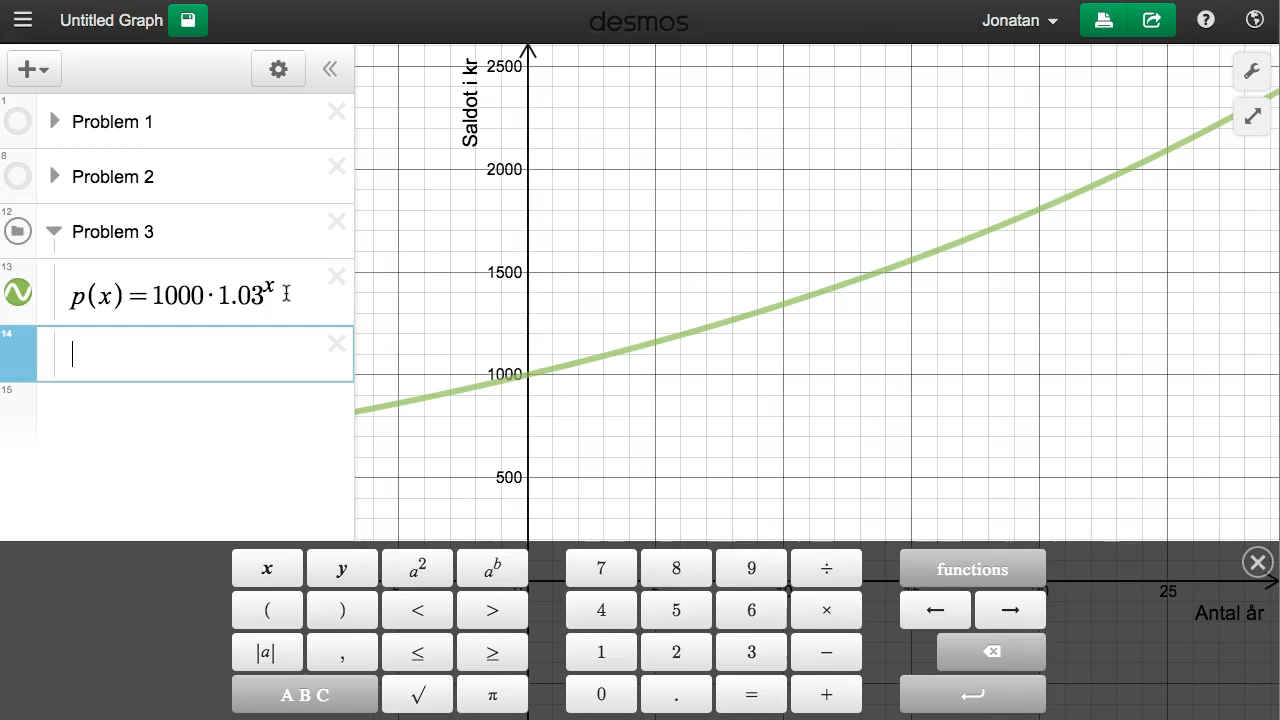 Untitled Graph
desmos
Jonatan
?
1
Problem 1
8
Problem 2
12
Problem 3
13
p(x) = 1000 · 1.03^x
14
15
Saldot i kr
2500
2000
1500
1000
500
25
Antal år
x y a^2 a^b 7 8 9 ÷ functions
( ) < > 4 5 6 × ← →
|a| , ≤ ≥ 1 2 3 −
A B C √ π 0 . = +